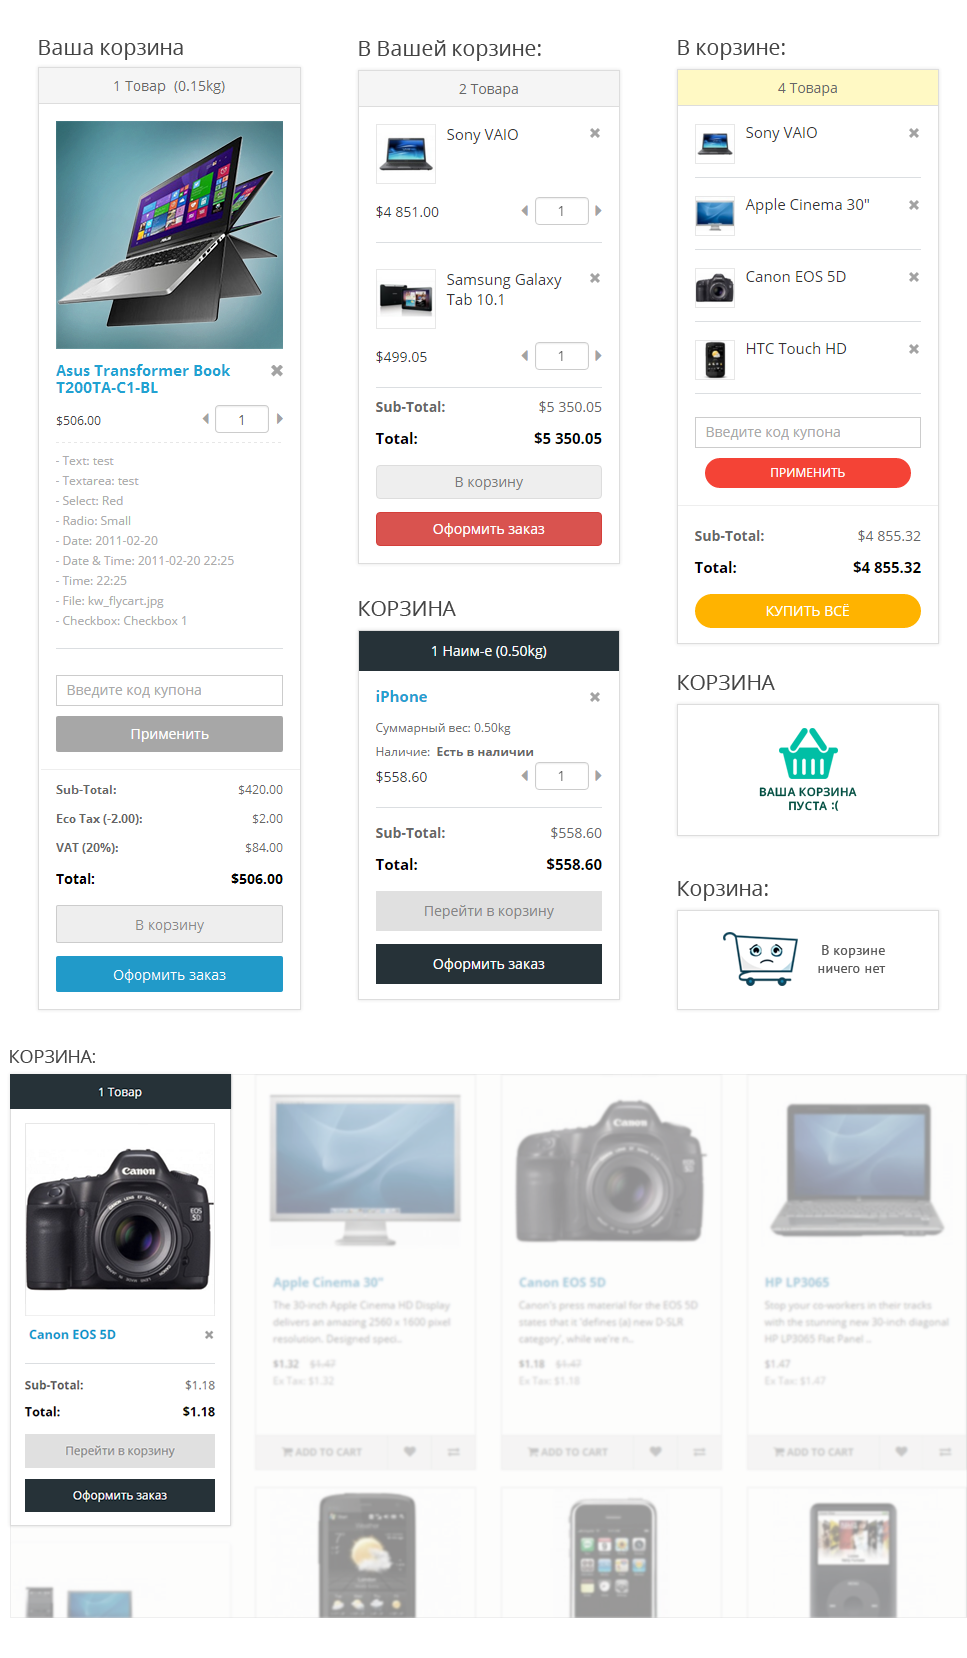 Ваша корзина
1 Товар (0.15kg)
Asus Transformer Book
T200TA-C1-BL
$506.00
1
- Text: test
- Textarea: test
- Select: Red
- Radio: Small
- Date: 2011-02-20
- Date & Time: 2011-02-20 22:25
- Time: 22:25
- File: kw_flycart.jpg
- Checkbox: Checkbox 1
Введите код купона
Применить
Sub-Total: $420.00
Eco Tax (-2.00): $2.00
VAT (20%): $84.00
Total: $506.00
В корзину
Оформить заказ
В Вашей корзине:
2 Товара
Sony VAIO
$4 851.00
1
Samsung Galaxy
Tab 10.1
$499.05
1
Sub-Total: $5 350.05
Total: $5 350.05
В корзину
Оформить заказ
КОРЗИНА
1 Наим-е (0.50kg)
iPhone
Суммарный вес: 0.50kg
Наличие: Есть в наличии
$558.60
1
Sub-Total: $558.60
Total: $558.60
Перейти в корзину
Оформить заказ
В корзине:
4 Товара
Sony VAIO
Apple Cinema 30"
Canon EOS 5D
HTC Touch HD
Введите код купона
ПРИМЕНИТЬ
Sub-Total: $4 855.32
Total: $4 855.32
КУПИТЬ ВСЁ
КОРЗИНА
ВАША КОРЗИНА
ПУСТА :(
Корзина:
В корзине
ничего нет
КОРЗИНА:
1 Товар
Canon
EOS
5D
Canon EOS 5D
Sub-Total: $1.18
Total: $1.18
Перейти в корзину
Оформить заказ
Apple Cinema 30"
The 30-inch Apple Cinema HD Display
delivers an amazing 2560 x 1600 pixel
resolution. Designed speci..
$1.32 $1.47
Ex Tax: $1.32
ADD TO CART
Canon
Canon EOS 5D
Canon's press material for the EOS 5D
states that it 'defines (a) new D-SLR
category', while we're n..
$1.18 $1.47
Ex Tax: $1.18
ADD TO CART
HP LP3065
Stop your co-workers in their tracks
with the stunning new 30-inch diagonal
HP LP3065 Flat Panel ..
$1.47
Ex Tax: $1.47
ADD TO CART